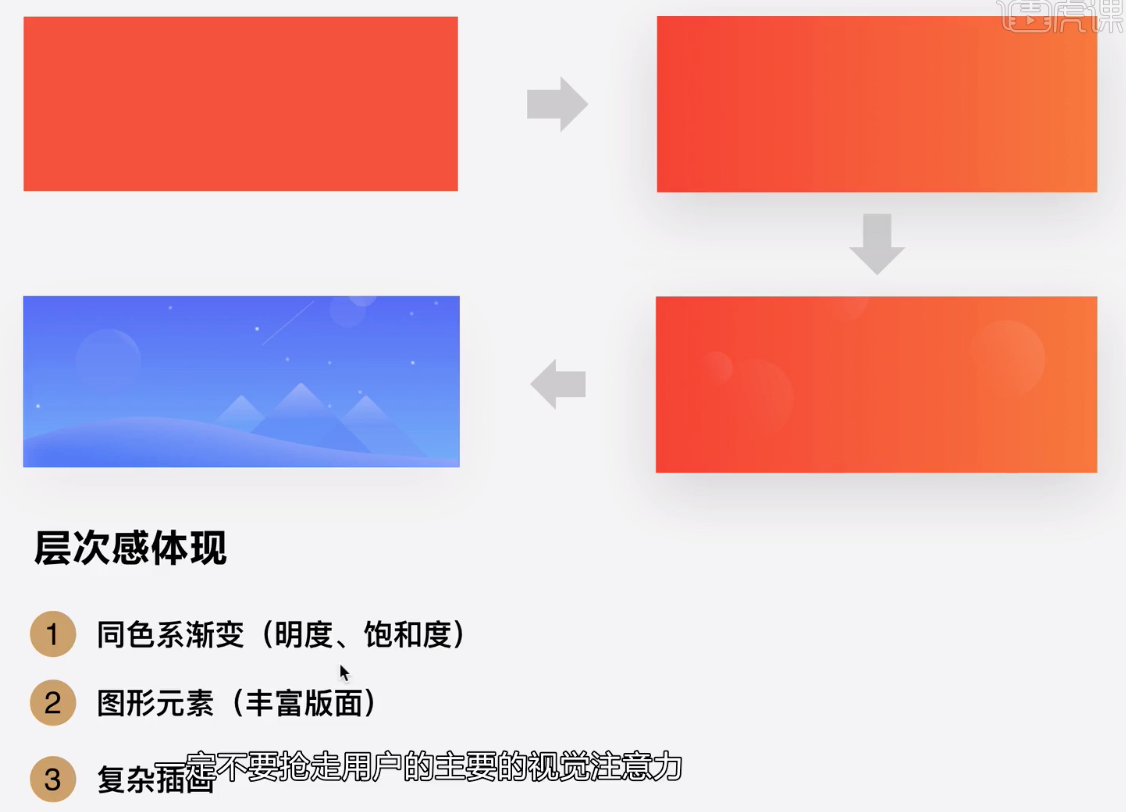 虎课
层次感体现
1 同色系渐变（明度、饱和度）
2 图形元素（丰富版面）
3 复杂插画
一定不要抢走用户的主要的视觉注意力